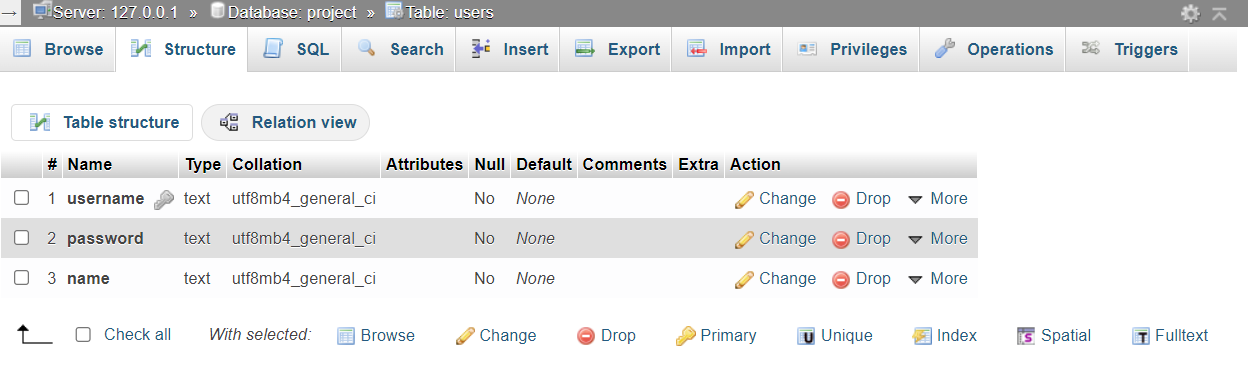 Server: 127.0.0.1 » Database: project » Table: users
Browse Structure SQL Search Insert Export Import Privileges Operations Triggers
Table structure Relation view
# Name Type Collation Attributes Null Default Comments Extra Action
1 username text utf8mb4_general_ci No None Change Drop More
2 password text utf8mb4_general_ci No None Change Drop More
3 name text utf8mb4_general_ci No None Change Drop More
Check all With selected: Browse Change Drop Primary Unique Index Spatial Fulltext